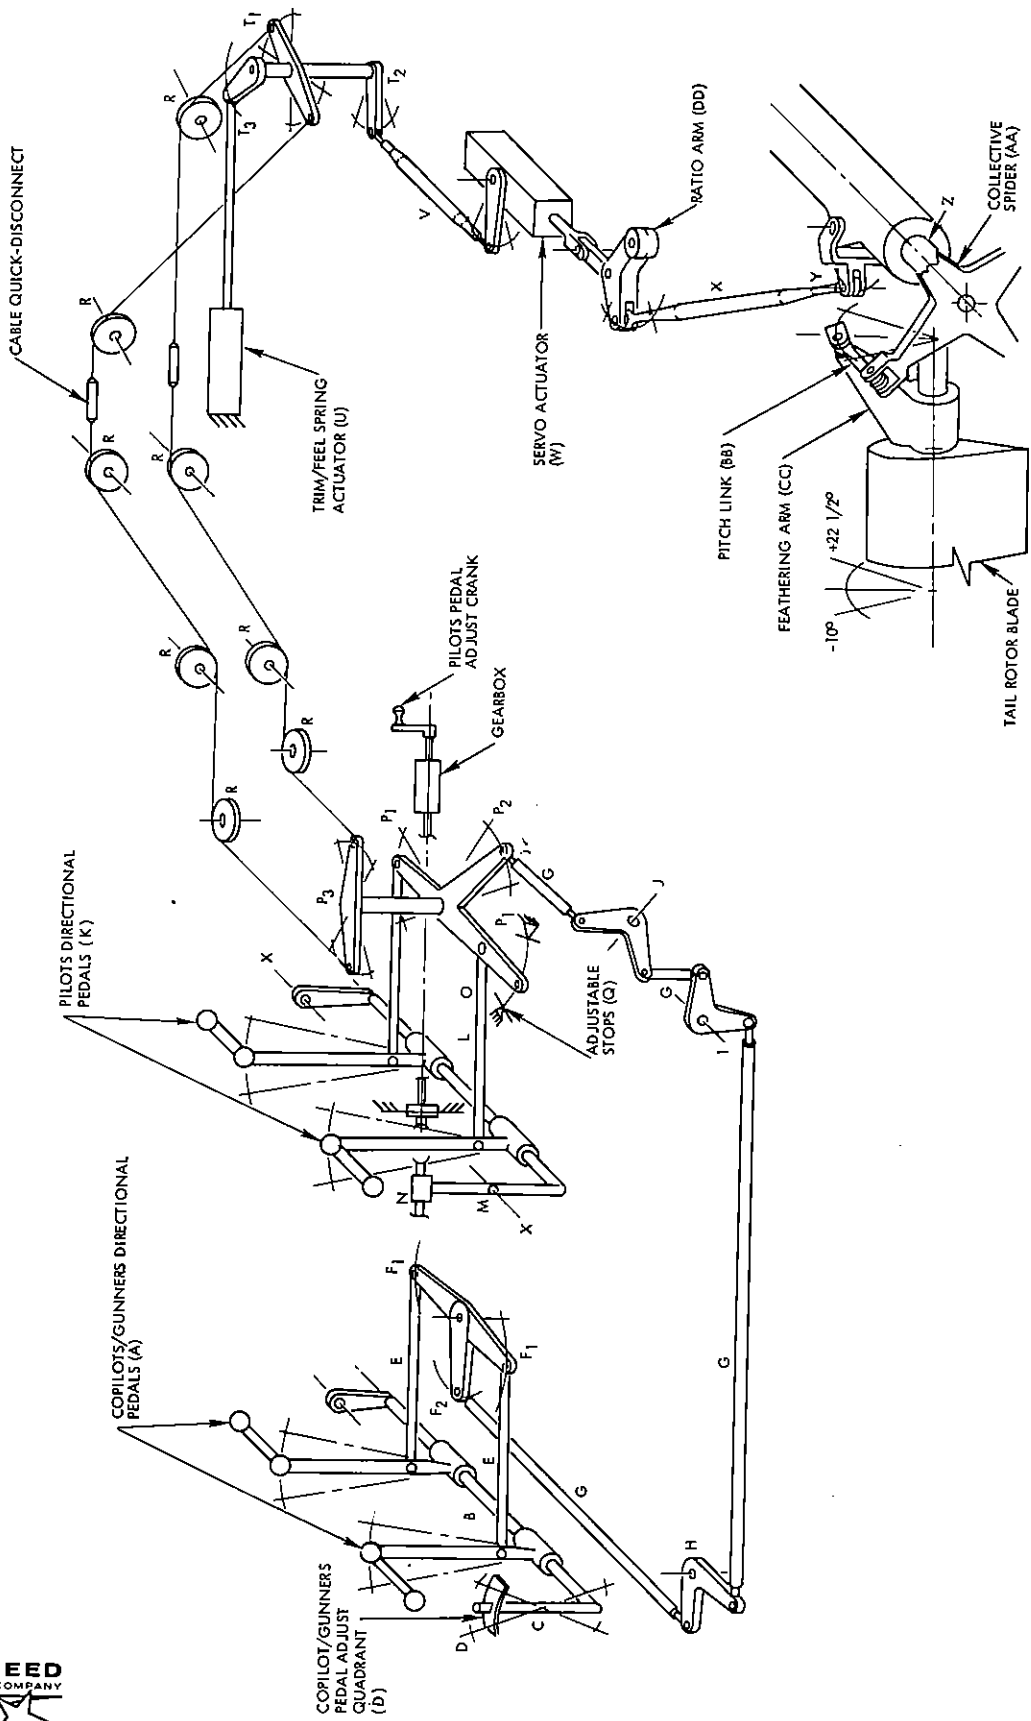 EED
COMPANY
COPILOTS/GUNNERS DIRECTIONAL
PEDALS (A)
PILOTS DIRECTIONAL
PEDALS (K)
CABLE QUICK-DISCONNECT
COPILOT/GUNNERS
PEDAL ADJUST
QUADRANT
(D)
D
C
B
E
E
F1
F1
F2
G
H
G
X
M
N
L
O
X
P3
P1
P2
P1
ADJUSTABLE
STOPS (Q)
G
J
G
I
PILOTS PEDAL
ADJUST CRANK
GEARBOX
R
R
R
R
R
R
R
R
TRIM/FEEL SPRING
ACTUATOR (U)
T1
T3
T2
V
SERVO ACTUATOR
(W)
RATIO ARM (DD)
X
Y
Z
COLLECTIVE
SPIDER (AA)
PITCH LINK (BB)
FEATHERING ARM (CC)
-10°
+22 1/2°
TAIL ROTOR BLADE